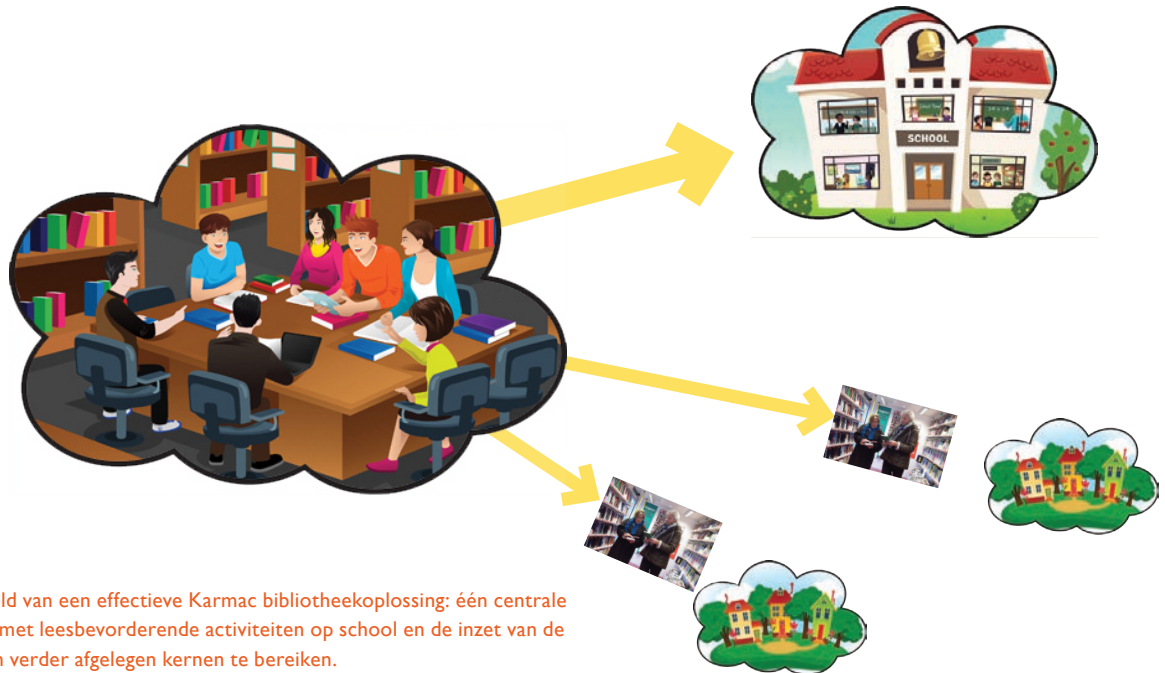 SCHOOL
ld van een effectieve Karmac bibliotheekoplossing: één centrale
met leesbevorderende activiteiten op school en de inzet van de
n verder afgelegen kernen te bereiken.